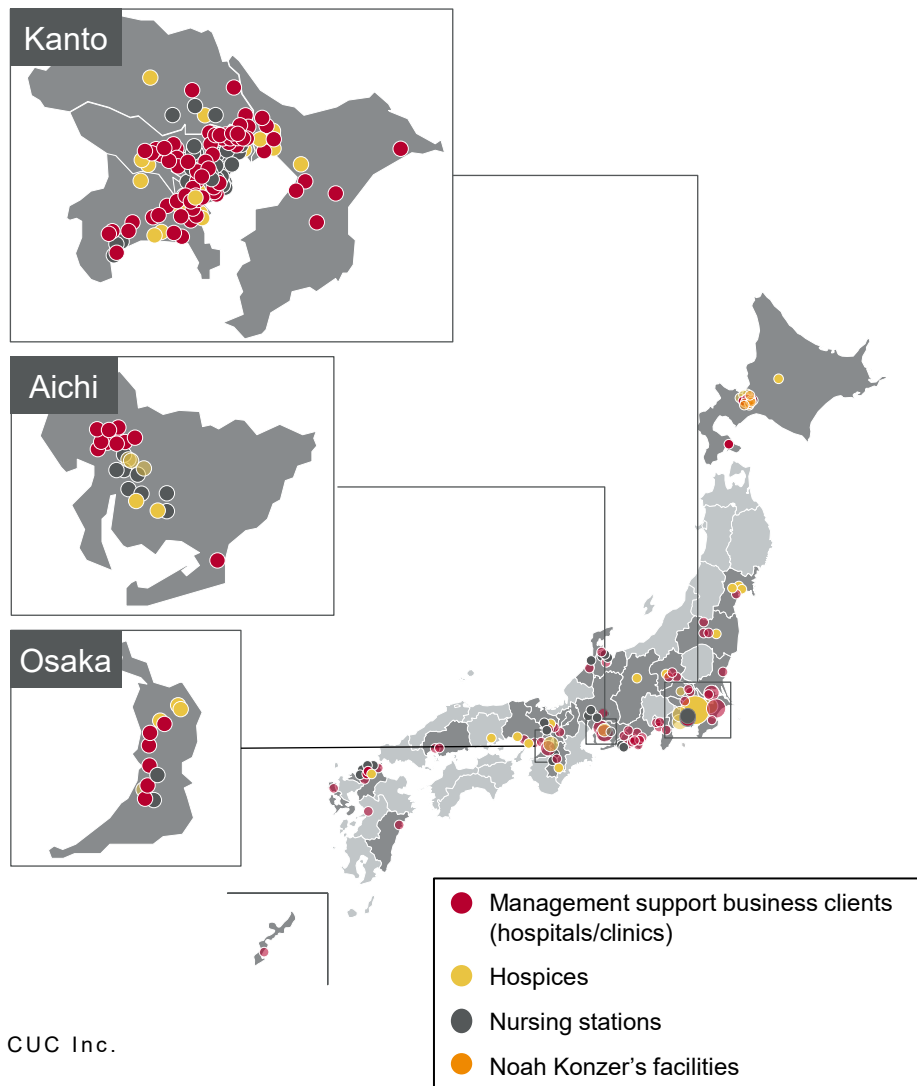 Kanto
Aichi
Osaka
Management support business clients
(hospitals/clinics)
Hospices
Nursing stations
Noah Konzer’s facilities
CUC Inc.